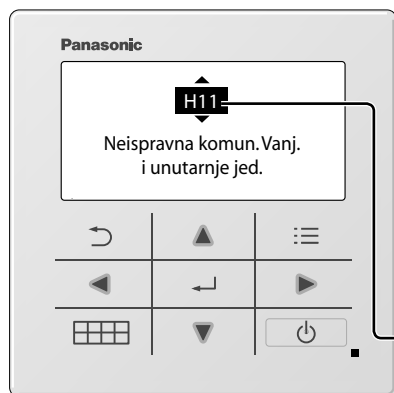 Panasonic
H11
Neispravna komun. Vanj.
i unutarnje jed.